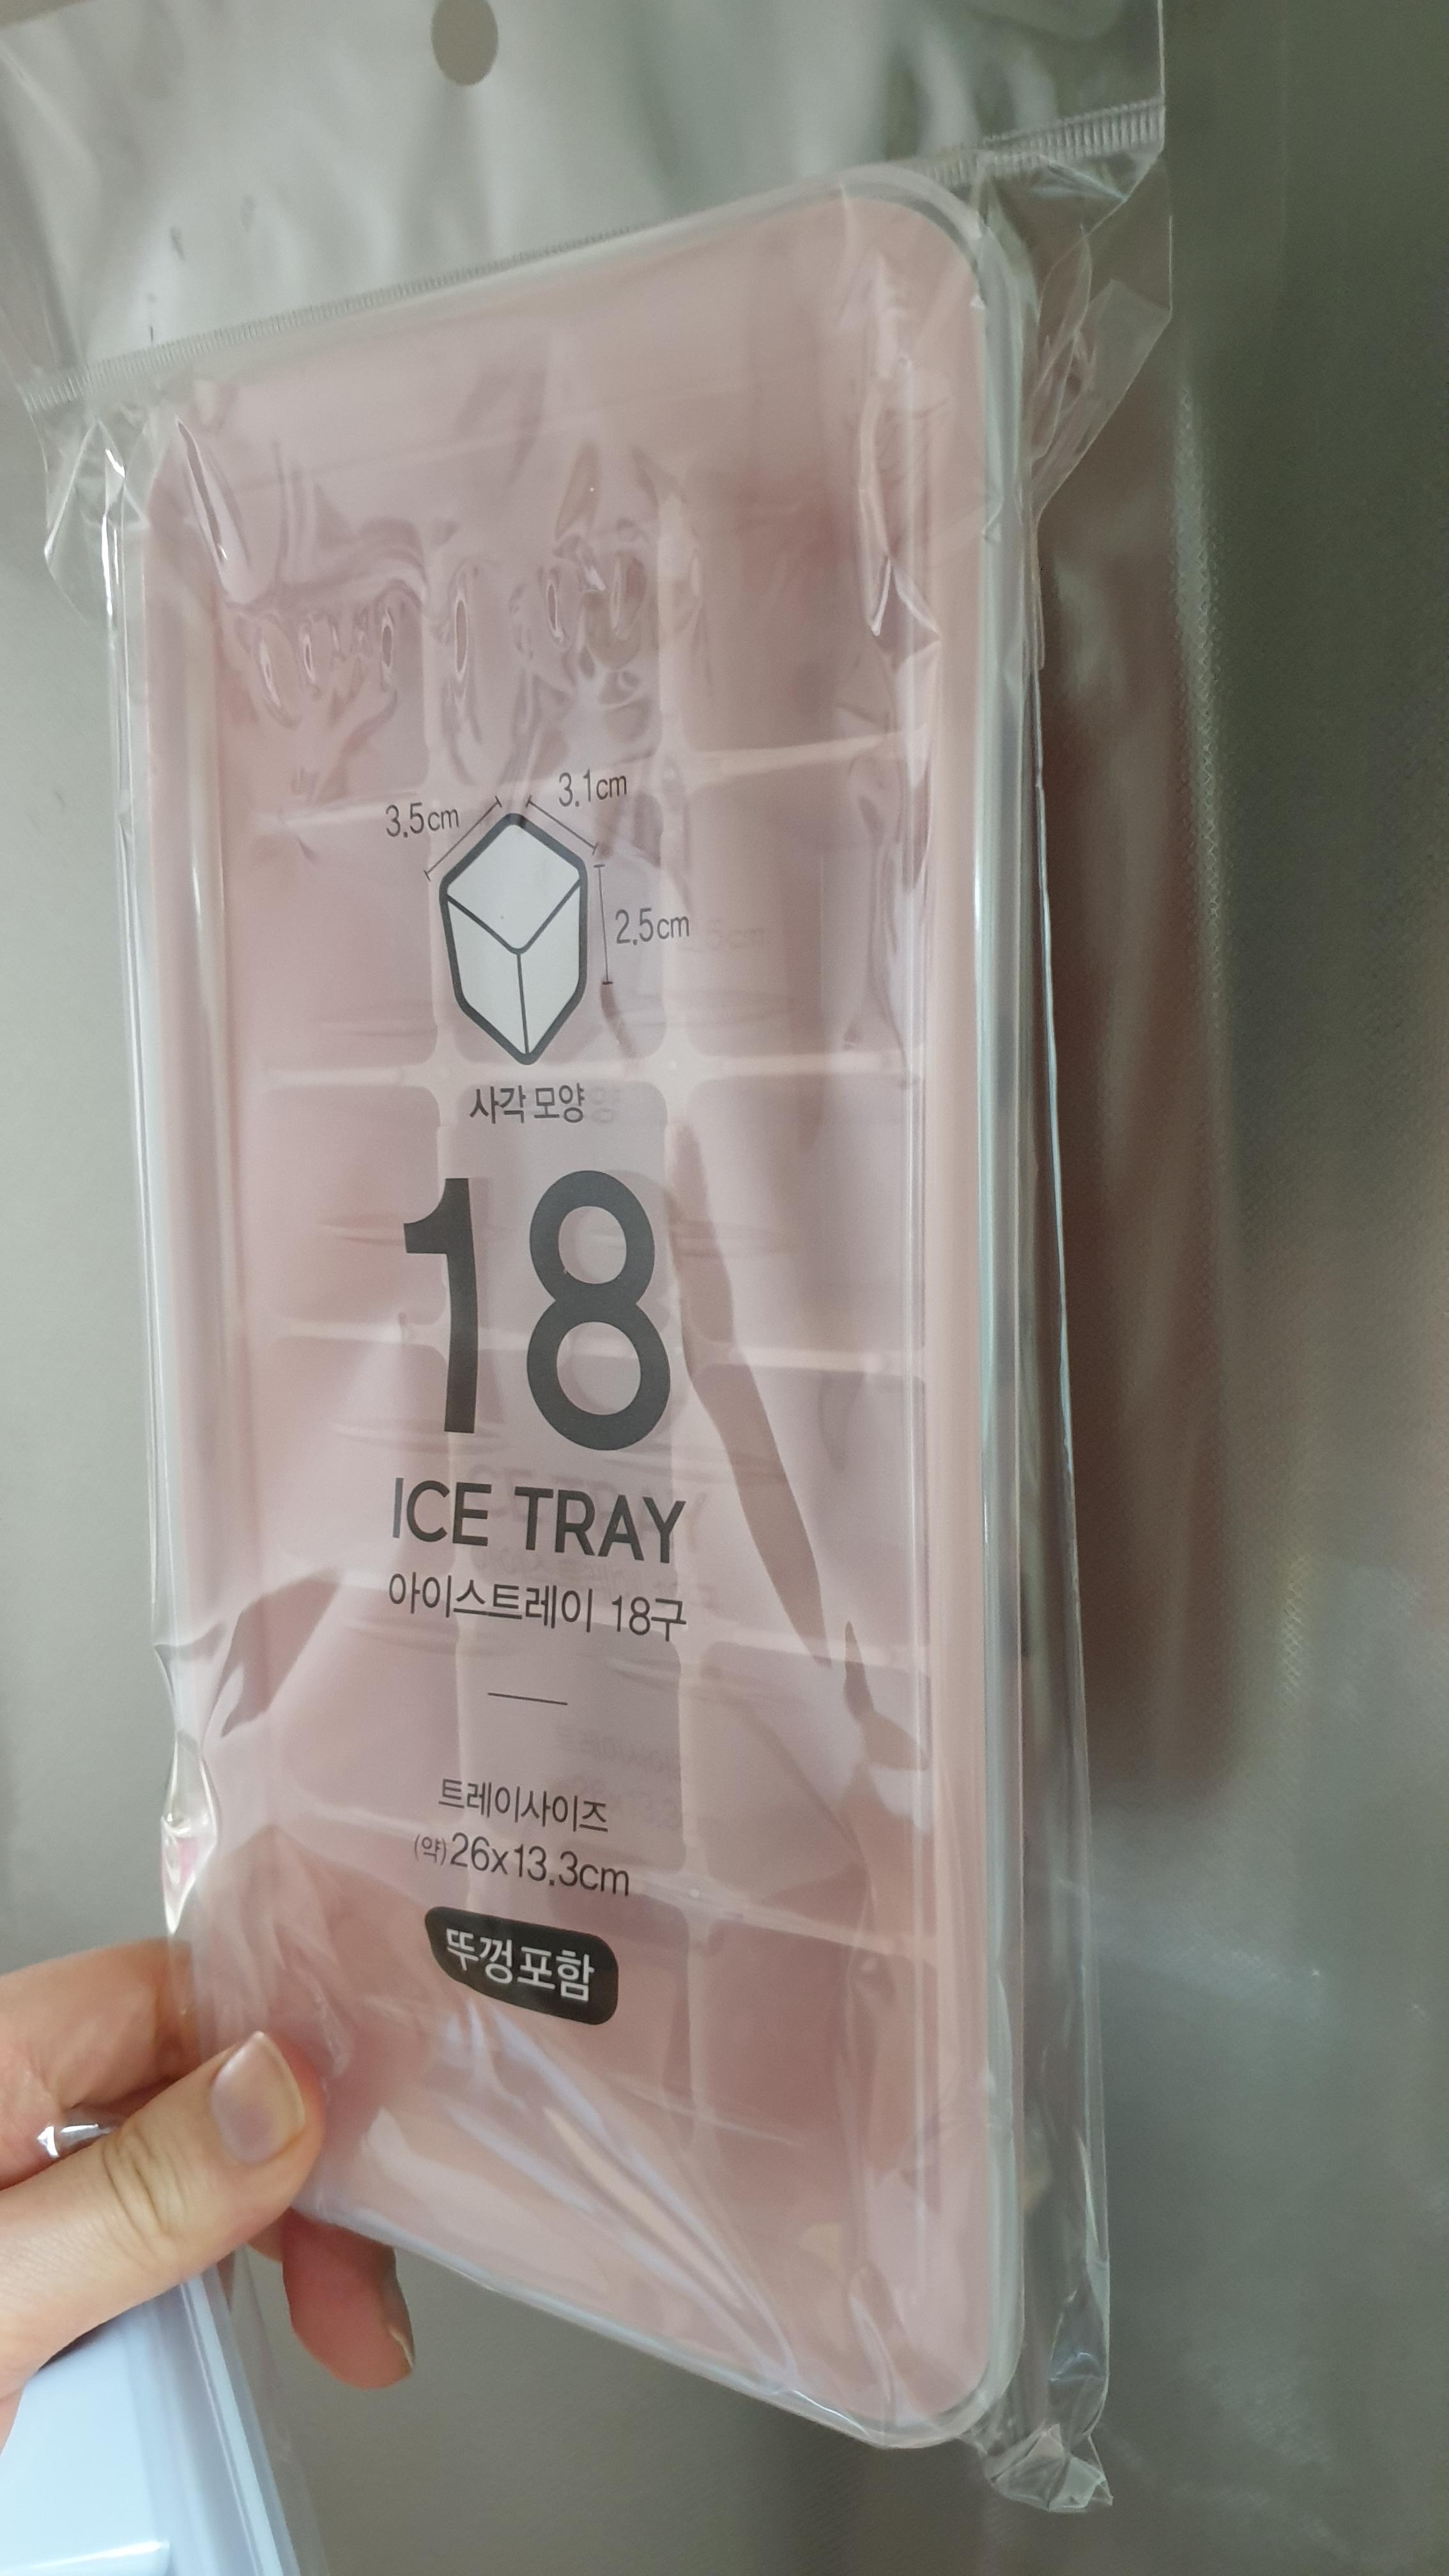 3.5cm
3.1cm
2.5cm
사각 모양
18
ICE TRAY
아이스트레이 18구
트레이사이즈
(약)26x13.3cm
뚜껑포함